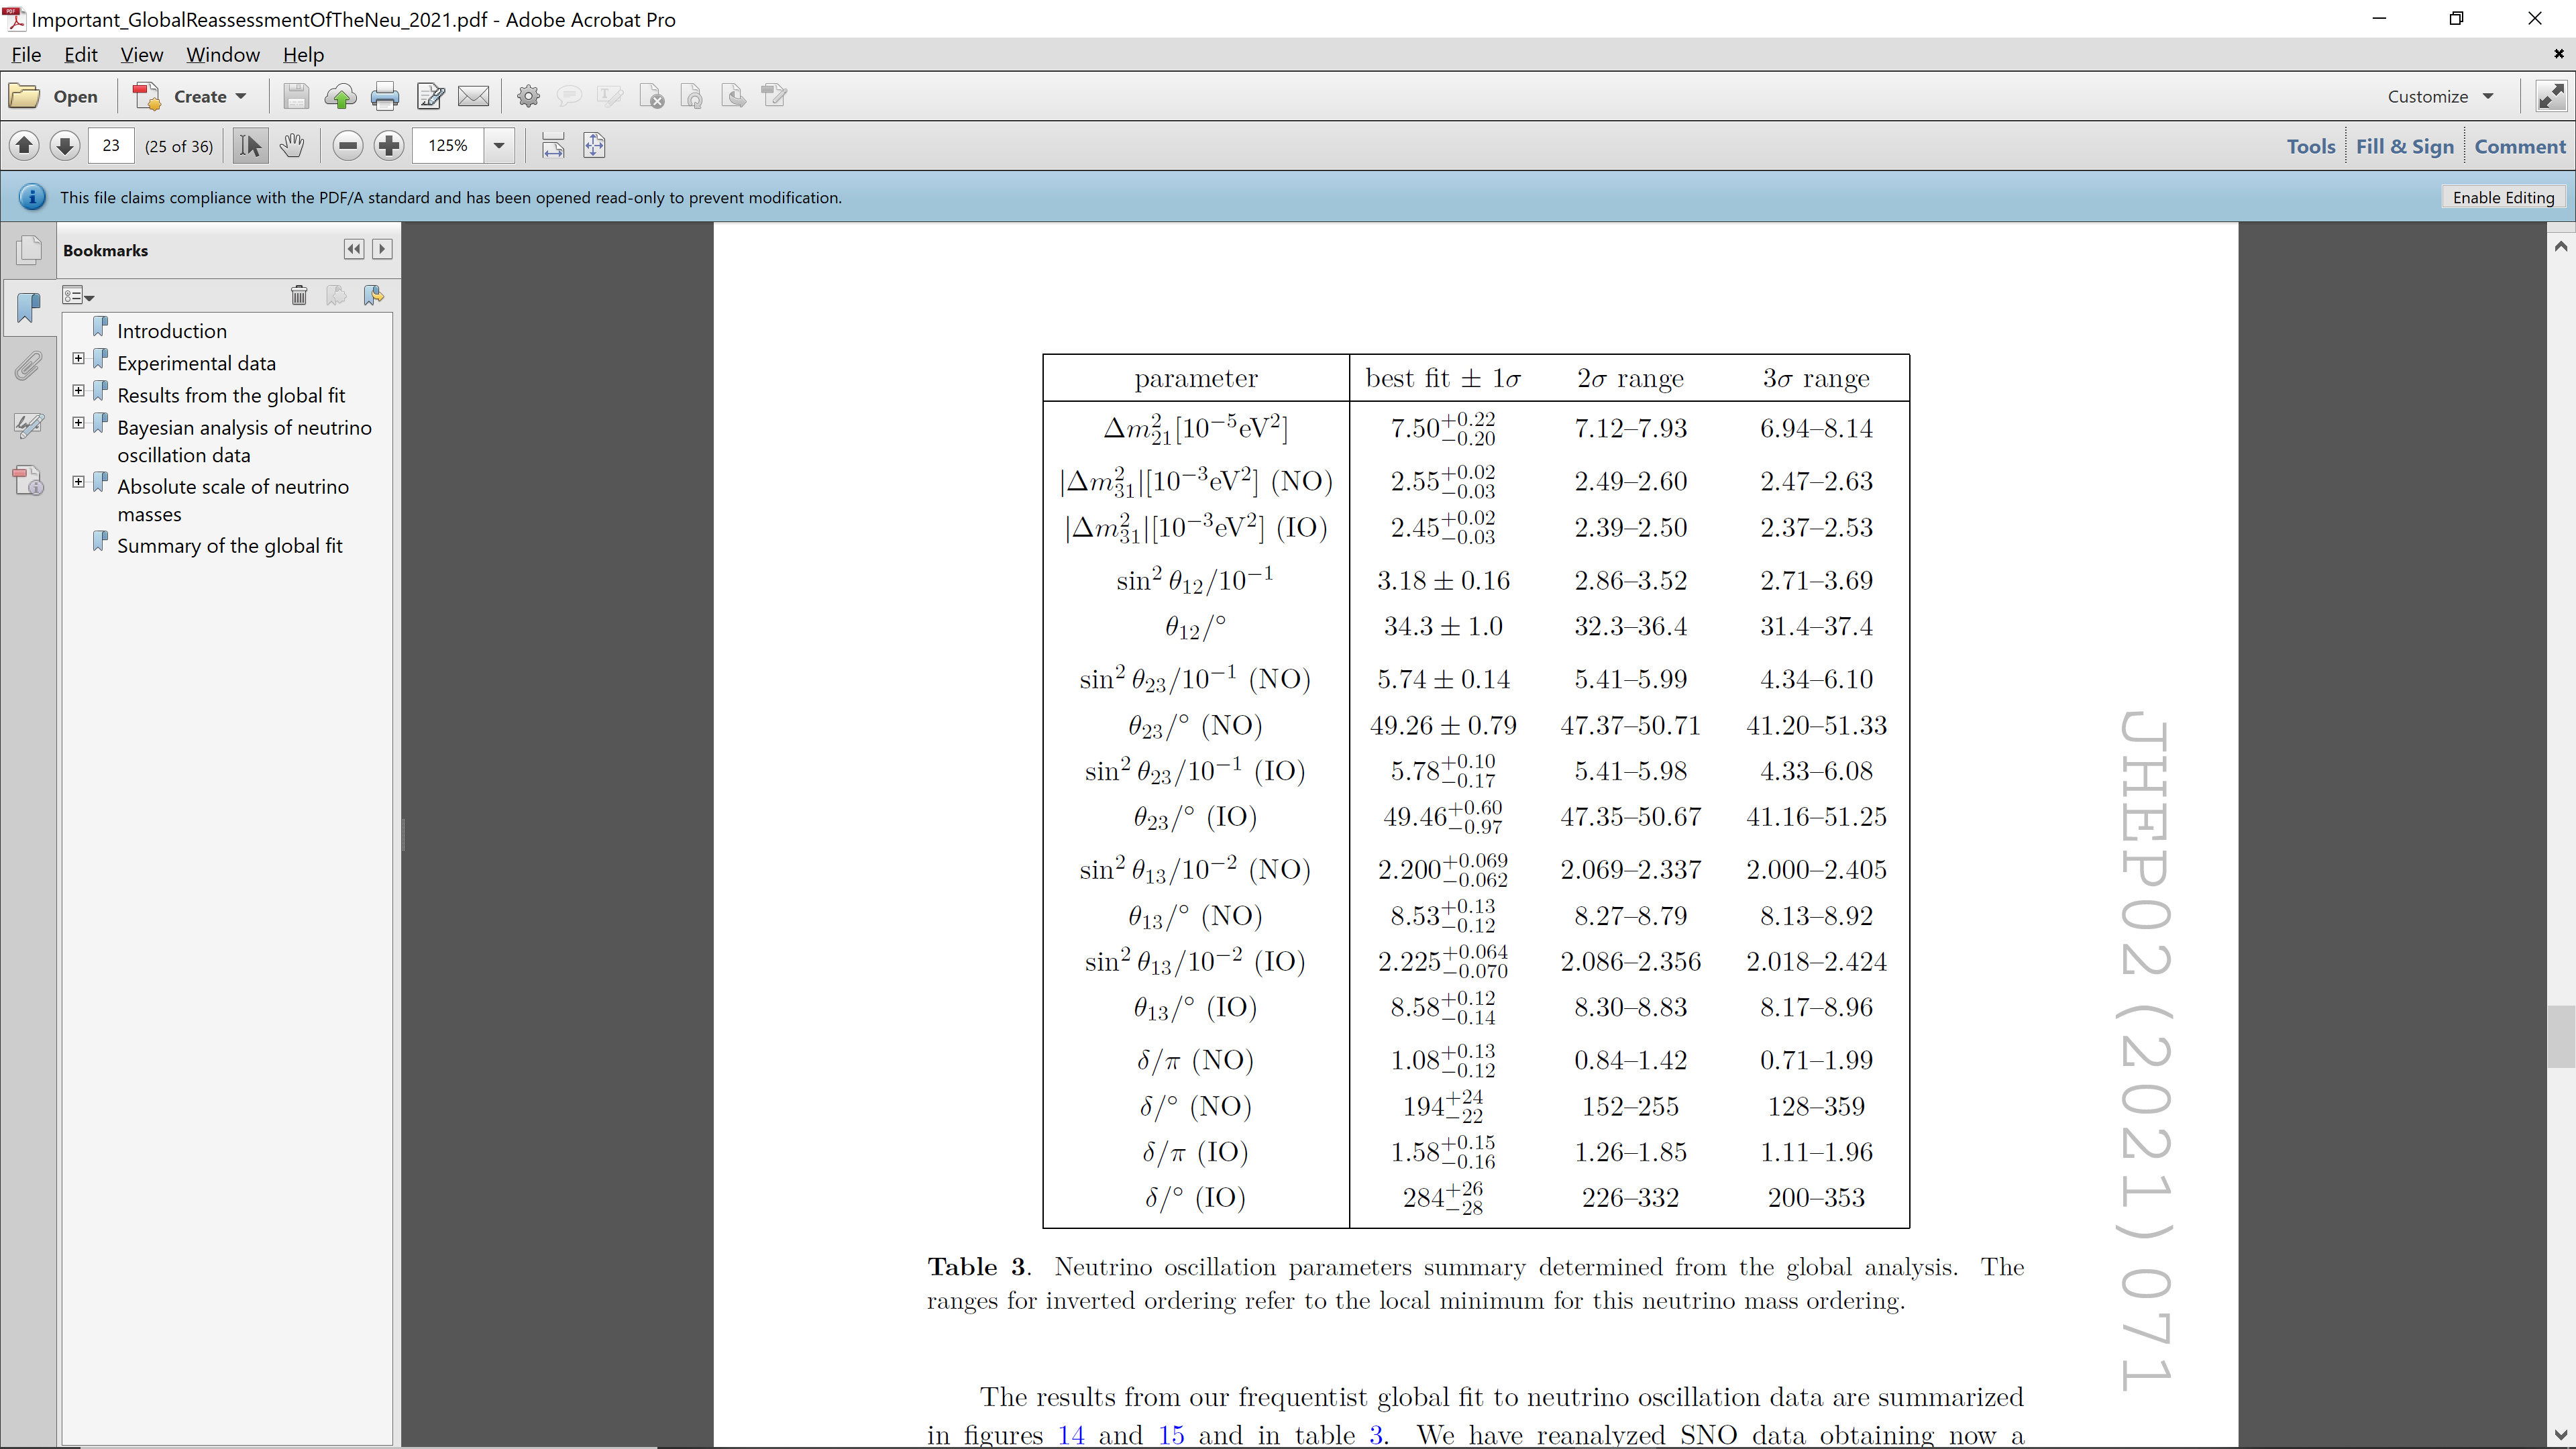 Important_GlobalReassessmentOfTheNeu_2021.pdf - Adobe Acrobat Pro
File Edit View Window Help
Open Create Customize
23 (25 of 36) 125% Tools Fill & Sign Comment
This file claims compliance with the PDF/A standard and has been opened read-only to prevent modification. Enable Editing
Bookmarks
Introduction
Experimental data
Results from the global fit
Bayesian analysis of neutrino
oscillation data
Absolute scale of neutrino
masses
Summary of the global fit
parameter best fit ± 1σ 2σ range 3σ range
Δm²₂₁[10⁻⁵eV²] 7.50+0.22−0.20 7.12–7.93 6.94–8.14
|Δm²₃₁|[10⁻³eV²] (NO) 2.55+0.02−0.03 2.49–2.60 2.47–2.63
|Δm²₃₁|[10⁻³eV²] (IO) 2.45+0.02−0.03 2.39–2.50 2.37–2.53
sin² θ₁₂/10⁻¹ 3.18 ± 0.16 2.86–3.52 2.71–3.69
θ₁₂/° 34.3 ± 1.0 32.3–36.4 31.4–37.4
sin² θ₂₃/10⁻¹ (NO) 5.74 ± 0.14 5.41–5.99 4.34–6.10
θ₂₃/° (NO) 49.26 ± 0.79 47.37–50.71 41.20–51.33
sin² θ₂₃/10⁻¹ (IO) 5.78+0.10−0.17 5.41–5.98 4.33–6.08
θ₂₃/° (IO) 49.46+0.60−0.97 47.35–50.67 41.16–51.25
sin² θ₁₃/10⁻² (NO) 2.200+0.069−0.062 2.069–2.337 2.000–2.405
θ₁₃/° (NO) 8.53+0.13−0.12 8.27–8.79 8.13–8.92
sin² θ₁₃/10⁻² (IO) 2.225+0.064−0.070 2.086–2.356 2.018–2.424
θ₁₃/° (IO) 8.58+0.12−0.14 8.30–8.83 8.17–8.96
δ/π (NO) 1.08+0.13−0.12 0.84–1.42 0.71–1.99
δ/° (NO) 194+24−22 152–255 128–359
δ/π (IO) 1.58+0.15−0.16 1.26–1.85 1.11–1.96
δ/° (IO) 284+26−28 226–332 200–353
Table 3. Neutrino oscillation parameters summary determined from the global analysis. The
ranges for inverted ordering refer to the local minimum for this neutrino mass ordering.
The results from our frequentist global fit to neutrino oscillation data are summarized
in figures 14 and 15 and in table 3. We have reanalyzed SNO data obtaining now a
JHEP02(2021)071